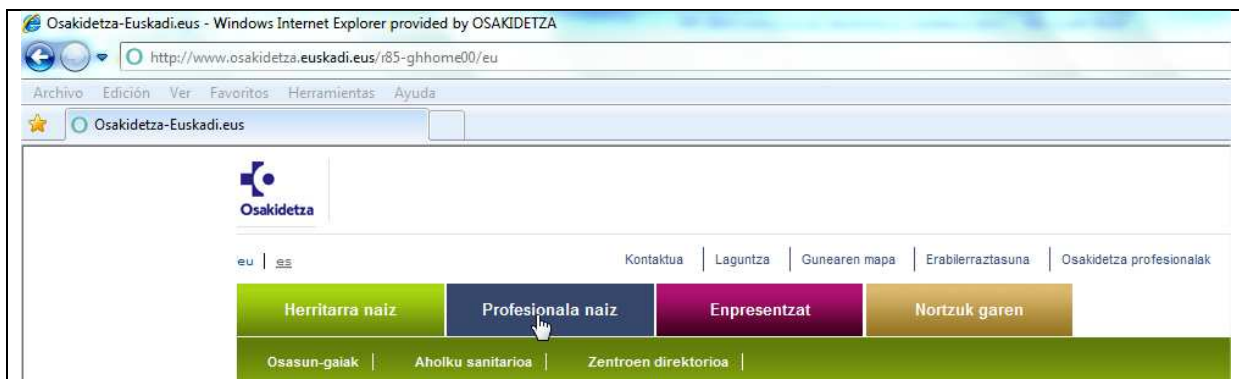 Osakidetza-Euskadi.eus - Windows Internet Explorer provided by OSAKIDETZA
http://www.osakidetza.euskadi.eus/r85-ghhome00/eu
Archivo Edición Ver Favoritos Herramientas Ayuda
Osakidetza-Euskadi.eus
Osakidetza
eu | es Kontaktua | Laguntza | Gunearen mapa | Erabilerraztasuna | Osakidetza profesionalak
Herritarra naiz Profesionala naiz Enpresentzat Nortzuk garen
Osasun-gaiak | Aholku sanitarioa | Zentroen direktorioa |